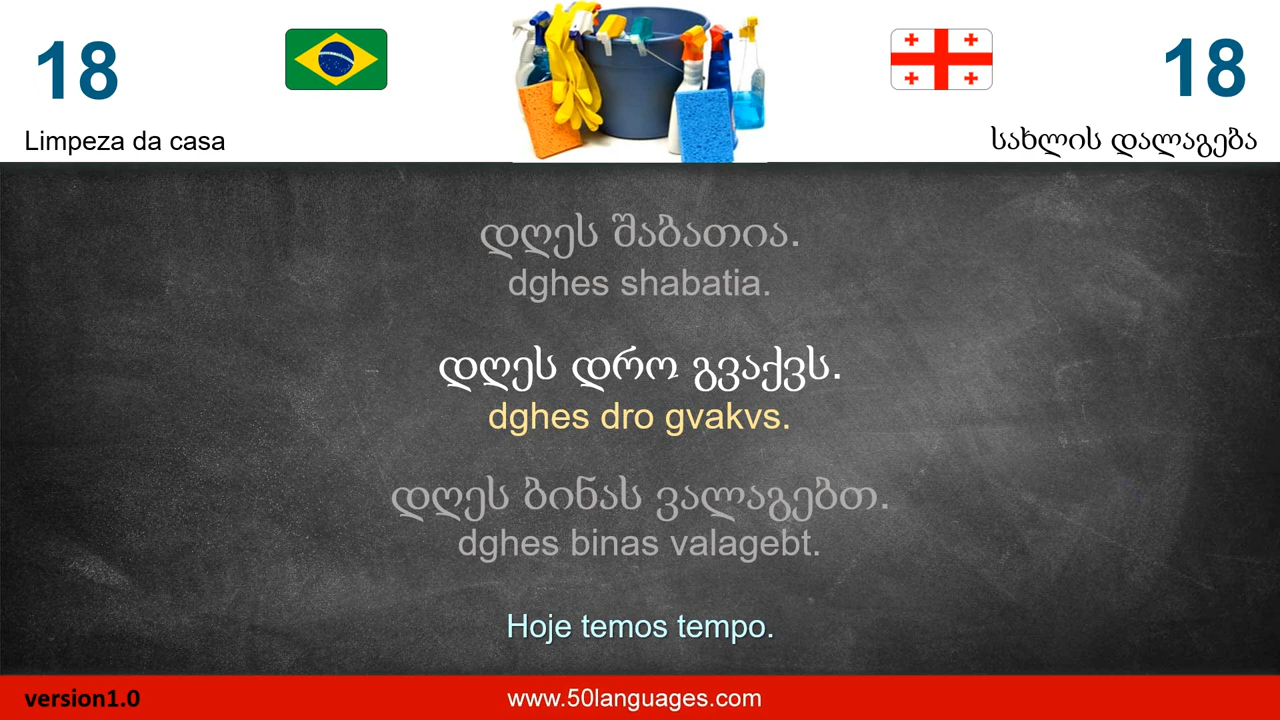 18
18
Limpeza da casa
სახლის დალაგება
დღეს შაბათია.
dghes shabatia.
დღეს დრო გვაქვს.
dghes dro gvakvs.
დღეს ბინას ვალაგებთ.
dghes binas valagebt.
Hoje temos tempo.
version1.0
www.50languages.com